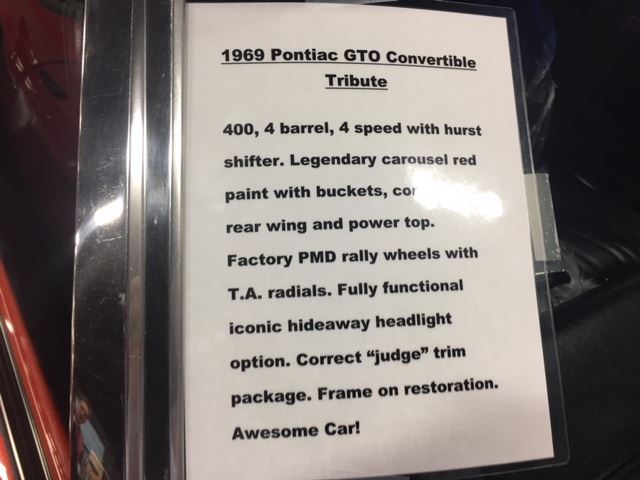 1969 Pontiac GTO Convertible
Tribute
400, 4 barrel, 4 speed with hurst
shifter. Legendary carousel red
paint with buckets,
rear wing and power top.
Factory PMD rally wheels with
T.A. radials. Fully functional
iconic hideaway headlight
option. Correct “judge” trim
package. Frame on restoration.
Awesome Car!